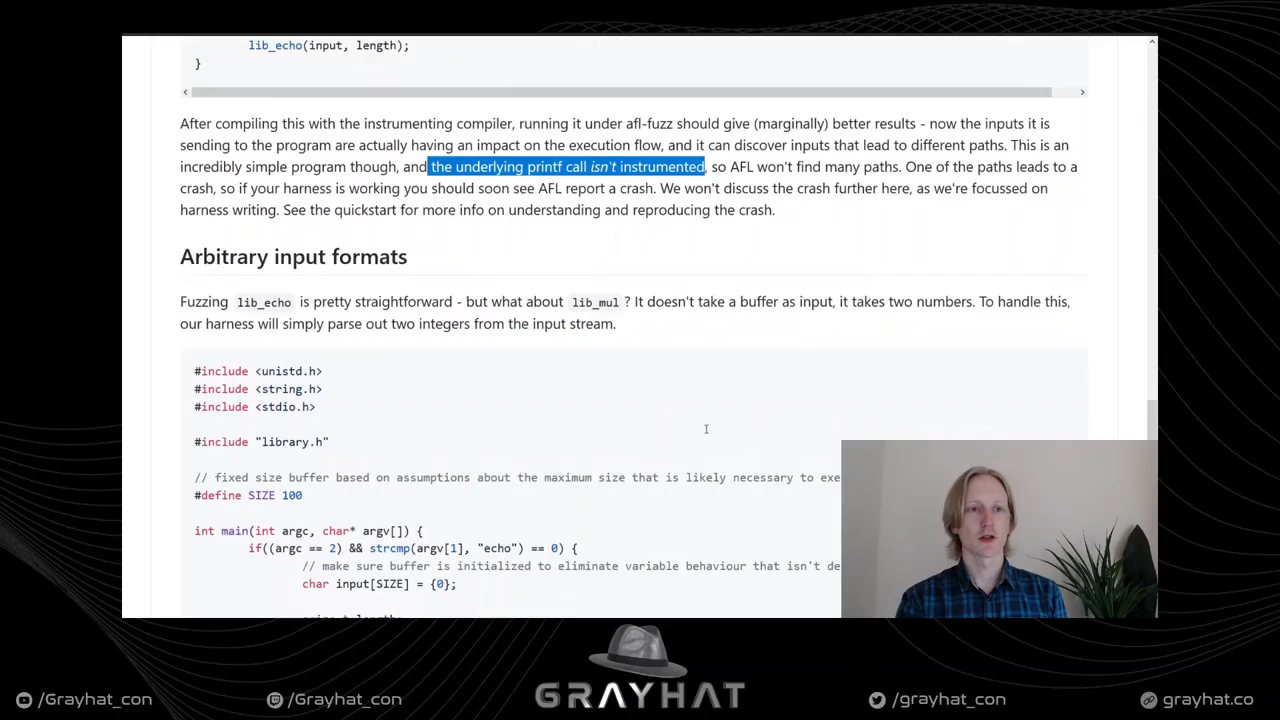 lib_echo(input, length);
}
After compiling this with the instrumenting compiler, running it under afl-fuzz should give (marginally) better results - now the inputs it is
sending to the program are actually having an impact on the execution flow, and it can discover inputs that lead to different paths. This is an
incredibly simple program though, and the underlying printf call isn't instrumented, so AFL won't find many paths. One of the paths leads to a
crash, so if your harness is working you should soon see AFL report a crash. We won't discuss the crash further here, as we're focussed on
harness writing. See the quickstart for more info on understanding and reproducing the crash.
Arbitrary input formats
Fuzzing lib_echo is pretty straightforward - but what about lib_mul ? It doesn't take a buffer as input, it takes two numbers. To handle this,
our harness will simply parse out two integers from the input stream.
#include <unistd.h>
#include <string.h>
#include <stdio.h>
#include "library.h"
// fixed size buffer based on assumptions about the maximum size that is likely necessary to exe
#define SIZE 100
int main(int argc, char* argv[]) {
if((argc == 2) && strcmp(argv[1], "echo") == 0) {
// make sure buffer is initialized to eliminate variable behaviour that isn't de
char input[SIZE] = {0};
GRAYHAT
/Grayhat_con
/Grayhat_con
/grayhat_con
grayhat.co